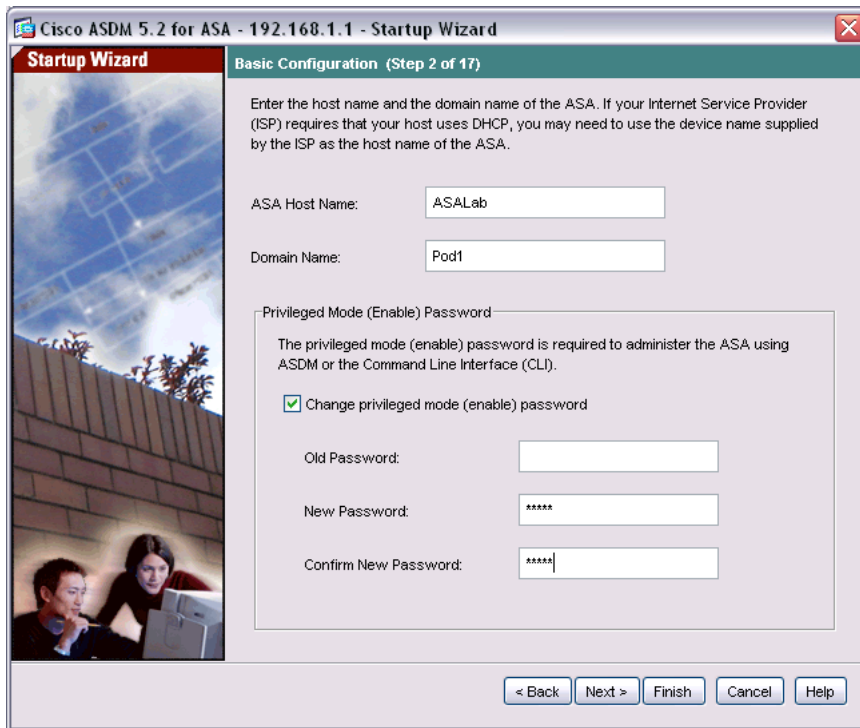 Cisco ASDM 5.2 for ASA - 192.168.1.1 - Startup Wizard
Startup Wizard
Basic Configuration (Step 2 of 17)
Enter the host name and the domain name of the ASA. If your Internet Service Provider
(ISP) requires that your host uses DHCP, you may need to use the device name supplied
by the ISP as the host name of the ASA.
ASA Host Name: ASALab
Domain Name: Pod1
Privileged Mode (Enable) Password
The privileged mode (enable) password is required to administer the ASA using
ASDM or the Command Line Interface (CLI).
Change privileged mode (enable) password
Old Password:
New Password: *****
Confirm New Password: *****
< Back Next > Finish Cancel Help